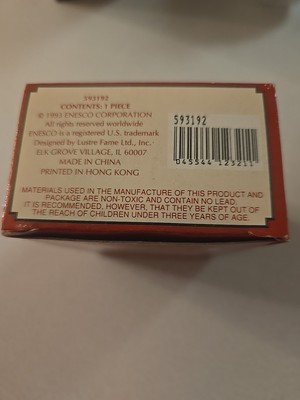 593192
CONTENTS: 1 PIECE
© 1993 ENESCO CORPORATION
All rights reserved worldwide
ENESCO is a registered U.S. trademark
Designed by Lustre Fame Ltd., Inc.
ELK GROVE VILLAGE, IL 60007
MADE IN CHINA
PRINTED IN HONG KONG
593192
045544 123211
MATERIALS USED IN THE MANUFACTURE OF THIS PRODUCT AND
PACKAGE ARE NON-TOXIC AND CONTAIN NO LEAD.
IT IS RECOMMENDED, HOWEVER, THAT THEY BE KEPT OUT OF
THE REACH OF CHILDREN UNDER THREE YEARS OF AGE.